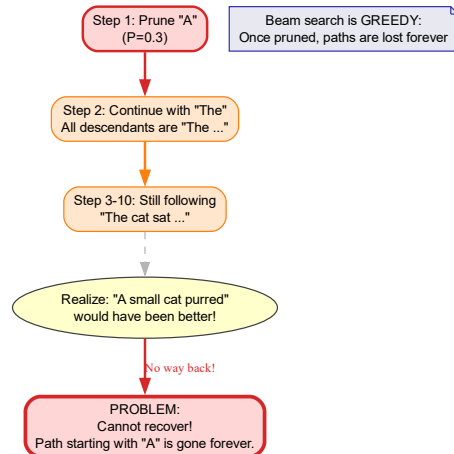 Step 1: Prune "A"
(P=0.3)
Beam search is GREEDY:
Once pruned, paths are lost forever
Step 2: Continue with "The"
All descendants are "The ..."
Step 3-10: Still following
"The cat sat ..."
Realize: "A small cat purred"
would have been better!
No way back!
PROBLEM:
Cannot recover!
Path starting with "A" is gone forever.